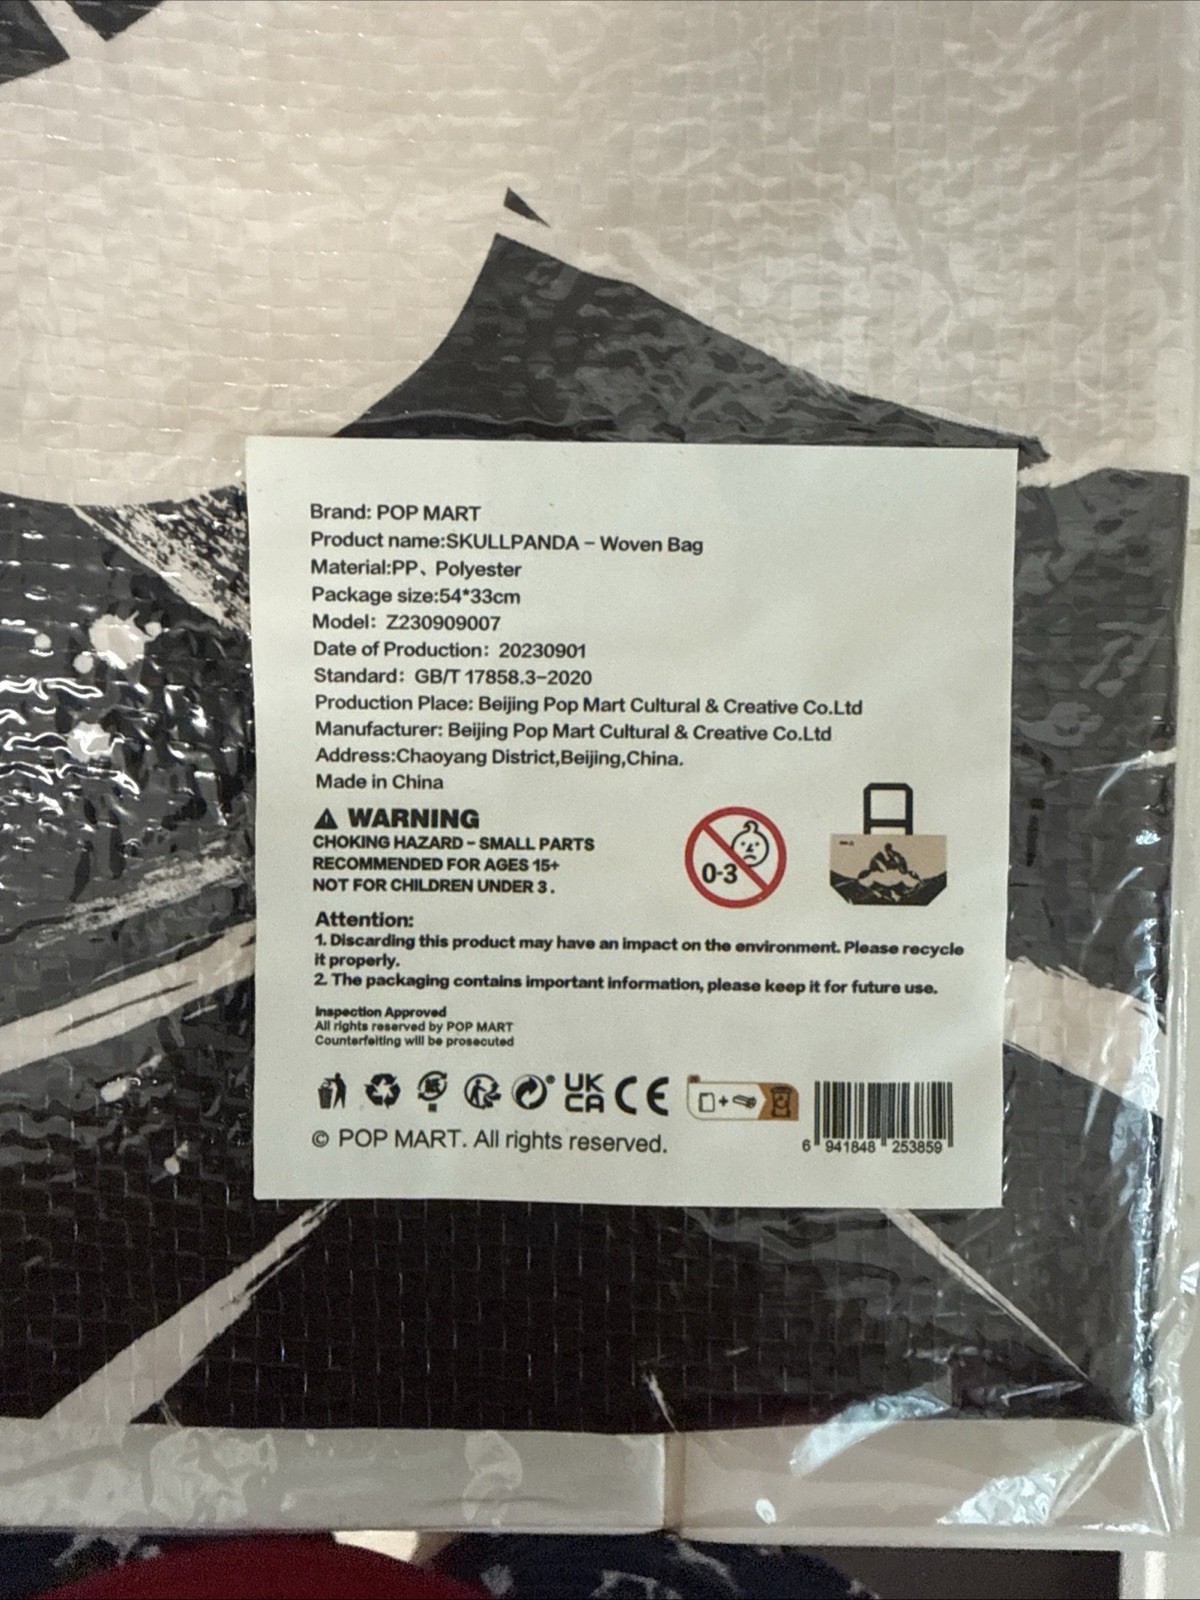 Brand: POP MART
Product name:SKULLPANDA – Woven Bag
Material:PP、Polyester
Package size:54*33cm
Model： Z230909007
Date of Production： 20230901
Standard： GB/T 17858.3–2020
Production Place: Beijing Pop Mart Cultural & Creative Co.Ltd
Manufacturer: Beijing Pop Mart Cultural & Creative Co.Ltd
Address:Chaoyang District,Beijing,China.
Made in China
WARNING
CHOKING HAZARD – SMALL PARTS
RECOMMENDED FOR AGES 15+
NOT FOR CHILDREN UNDER 3 .
0-3
Attention:
1. Discarding this product may have an impact on the environment. Please recycle
it properly.
2. The packaging contains important information, please keep it for future use.
Inspection Approved
All rights reserved by POP MART
Counterfeiting will be prosecuted
UK
CA CE
© POP MART. All rights reserved.
6 941848 253859